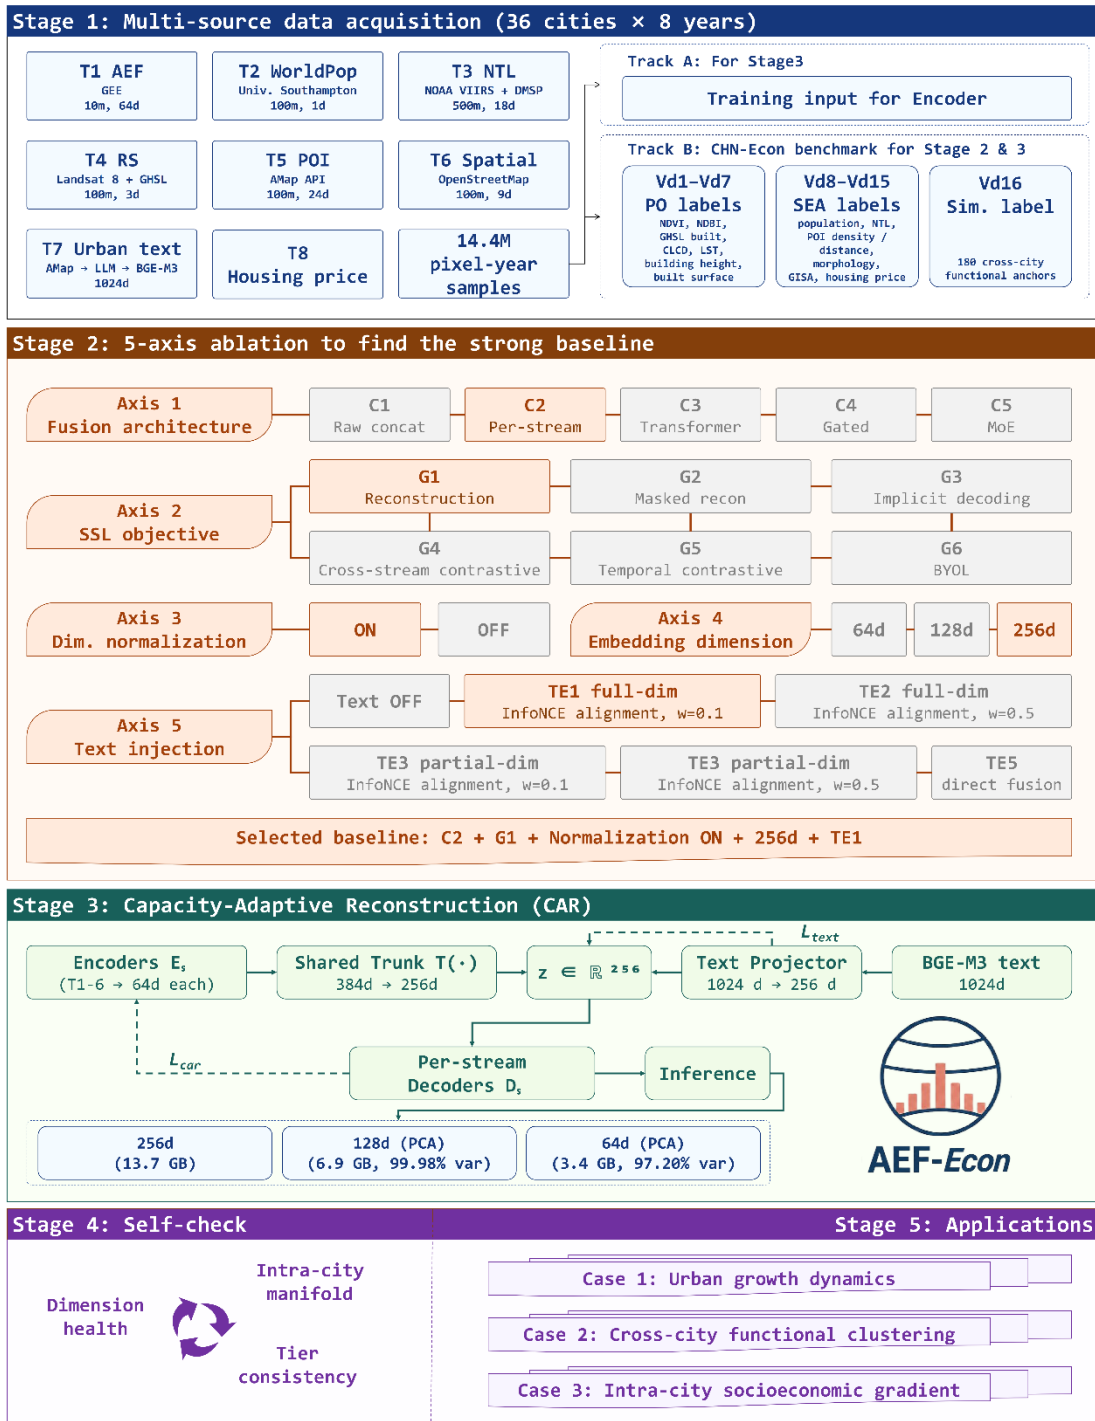 Stage 1: Multi-source data acquisition (36 cities × 8 years)
T1 AEF
GEE
10m, 64d
T2 WorldPop
Univ. Southampton
100m, 1d
T3 NTL
NOAA VIIRS + DMSP
500m, 18d
T4 RS
Landsat 8 + GHSL
100m, 3d
T5 POI
AMap API
100m, 24d
T6 Spatial
OpenStreetMap
100m, 9d
T7 Urban text
AMap → LLM → BGE-M3
1024d
T8
Housing price
14.4M
pixel-year
samples
Track A: For Stage3
Training input for Encoder
Track B: CHN-Econ benchmark for Stage 2 & 3
Vd1–Vd7
PO labels
NDVI, NDBI,
GHSL built,
CLCD, LST,
building height,
built surface
Vd8–Vd15
SEA labels
population, NTL,
POI density /
distance,
morphology,
GISA, housing price
Vd16
Sim. label
180 cross-city
functional anchors
Stage 2: 5-axis ablation to find the strong baseline
Axis 1
Fusion architecture
C1
Raw concat
C2
Per-stream
C3
Transformer
C4
Gated
C5
MoE
Axis 2
SSL objective
G1
Reconstruction
G2
Masked recon
G3
Implicit decoding
G4
Cross-stream contrastive
G5
Temporal contrastive
G6
BYOL
Axis 3
Dim. normalization
ON
OFF
Axis 4
Embedding dimension
64d
128d
256d
Axis 5
Text injection
Text OFF
TE1 full-dim
InfoNCE alignment, w=0.1
TE2 full-dim
InfoNCE alignment, w=0.5
TE3 partial-dim
InfoNCE alignment, w=0.1
TE3 partial-dim
InfoNCE alignment, w=0.5
TE5
direct fusion
Selected baseline: C2 + G1 + Normalization ON + 256d + TE1
Stage 3: Capacity-Adaptive Reconstruction (CAR)
L_text
Encoders Eₛ
(T1-6 → 64d each)
Shared Trunk T(·)
384d → 256d
z ∈ ℝ ²⁵⁶
Text Projector
1024 d → 256 d
BGE-M3 text
1024d
L_car
Per-stream
Decoders Dₛ
Inference
256d
(13.7 GB)
128d (PCA)
(6.9 GB, 99.98% var)
64d (PCA)
(3.4 GB, 97.20% var)
AEF-Econ
Stage 4: Self-check
Dimension
health
Intra-city
manifold
Tier
consistency
Stage 5: Applications
Case 1: Urban growth dynamics
Case 2: Cross-city functional clustering
Case 3: Intra-city socioeconomic gradient